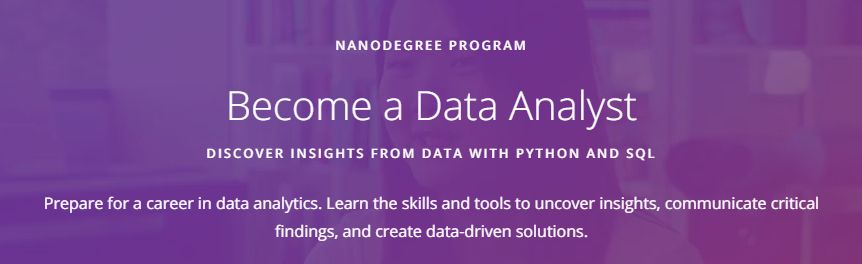 NANODEGREE PROGRAM
Become a Data Analyst
DISCOVER INSIGHTS FROM DATA WITH PYTHON AND SQL
Prepare for a career in data analytics. Learn the skills and tools to uncover insights, communicate critical
findings, and create data-driven solutions.